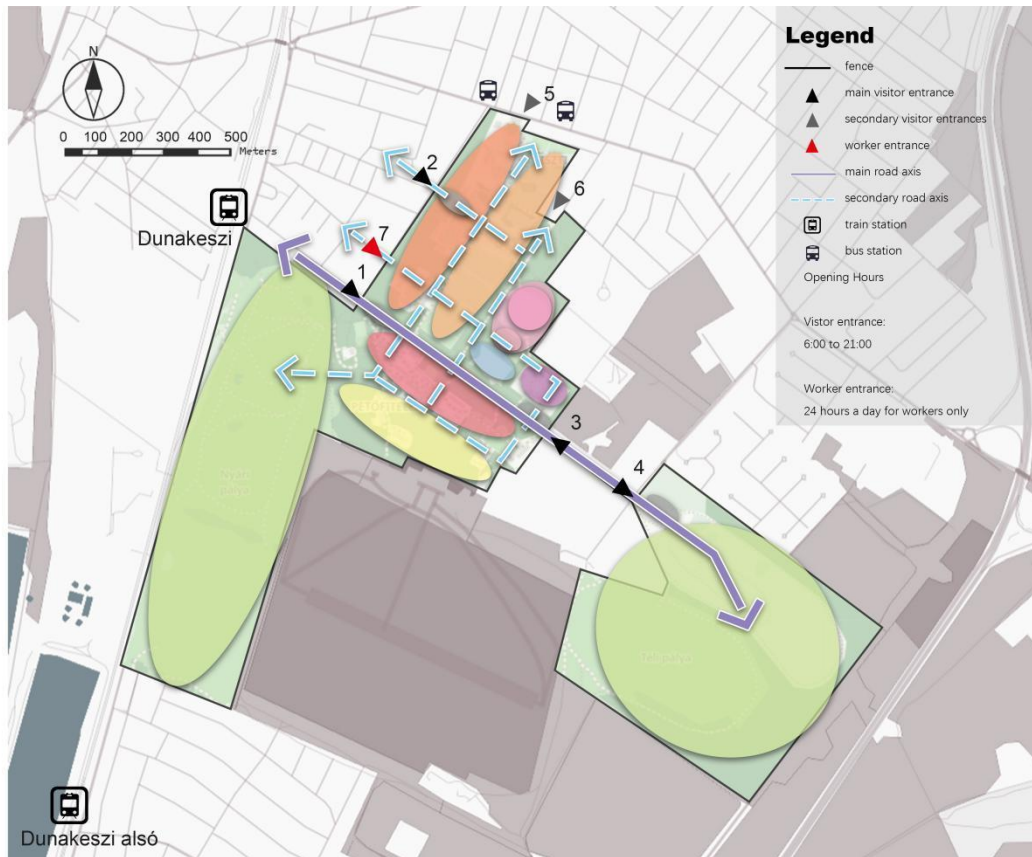 N
0 100 200 300 400 500
Meters
Dunakeszi
5
2
6
7
1
3
4
Dunakeszi alsó
Legend
fence
main visitor entrance
secondary visitor entrances
worker entrance
main road axis
secondary road axis
train station
bus station
Opening Hours
Vistor entrance:
6:00 to 21:00
Worker entrance:
24 hours a day for workers only